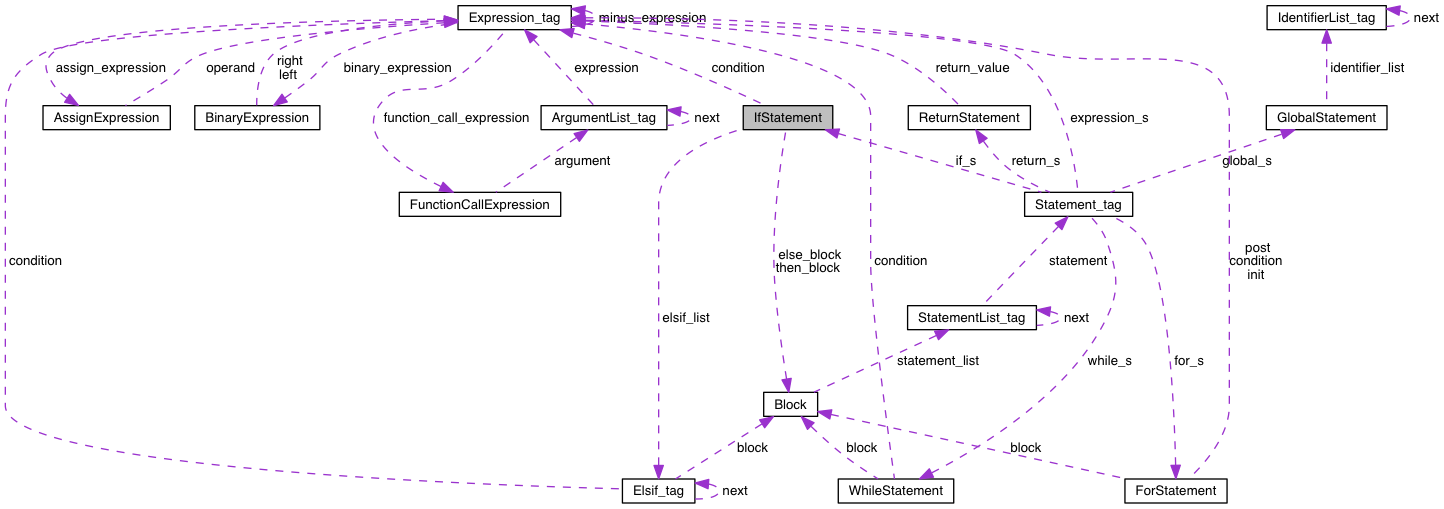 Expression_tag
minus_expression
IdentifierList_tag
next
assign_expression
operand
right
left
binary_expression
expression
condition
return_value
identifier_list
AssignExpression
BinaryExpression
function_call_expression
ArgumentList_tag
next
IfStatement
ReturnStatement
expression_s
GlobalStatement
argument
if_s
return_s
global_s
FunctionCallExpression
Statement_tag
condition
else_block
then_block
condition
statement
post
condition
init
elsif_list
StatementList_tag
next
statement_list
while_s
for_s
Block
block
block
block
Elsif_tag
next
WhileStatement
ForStatement